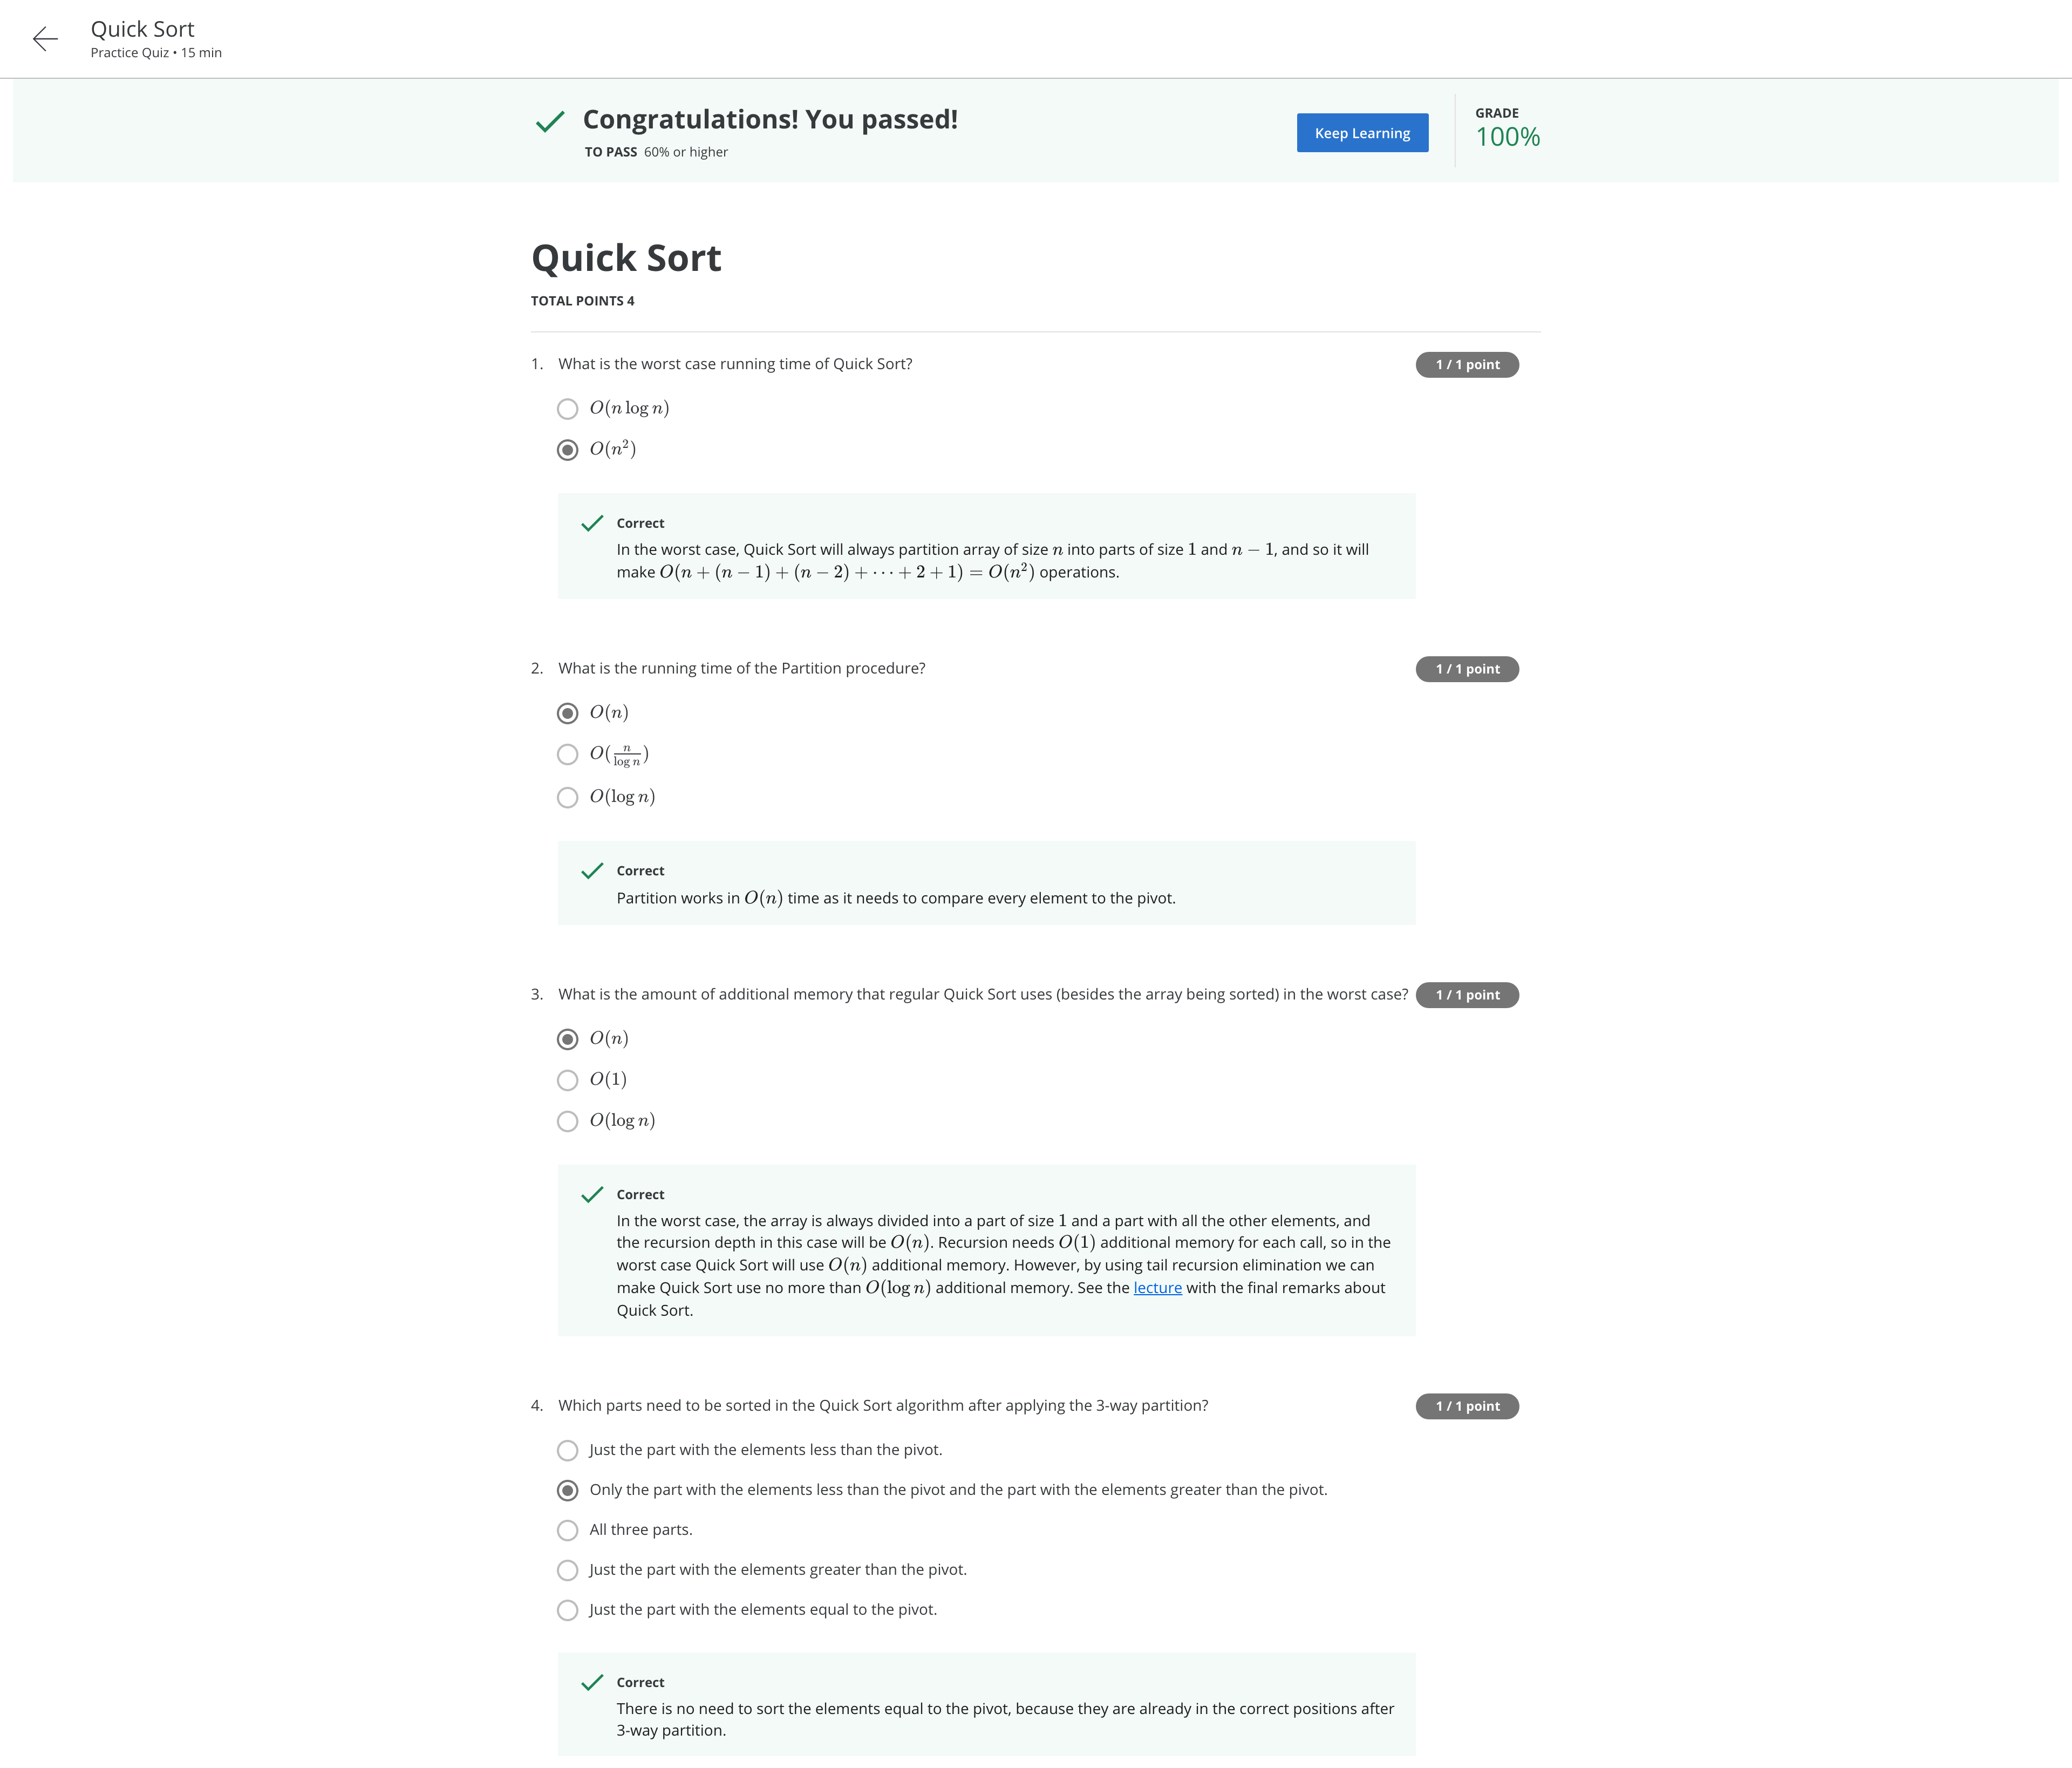 Quick Sort
Practice Quiz • 15 min
Congratulations! You passed!
TO PASS 60% or higher
Keep Learning
GRADE
100%
Quick Sort
TOTAL POINTS 4
1. What is the worst case running time of Quick Sort?
1 / 1 point
O(n log n)
O(n²)
Correct
In the worst case, Quick Sort will always partition array of size n into parts of size 1 and n − 1, and so it will
make O(n + (n − 1) + (n − 2) + ⋯ + 2 + 1) = O(n²) operations.
2. What is the running time of the Partition procedure?
1 / 1 point
O(n)
O(n/log n)
O(log n)
Correct
Partition works in O(n) time as it needs to compare every element to the pivot.
3. What is the amount of additional memory that regular Quick Sort uses (besides the array being sorted) in the worst case?
1 / 1 point
O(n)
O(1)
O(log n)
Correct
In the worst case, the array is always divided into a part of size 1 and a part with all the other elements, and
the recursion depth in this case will be O(n). Recursion needs O(1) additional memory for each call, so in the
worst case Quick Sort will use O(n) additional memory. However, by using tail recursion elimination we can
make Quick Sort use no more than O(log n) additional memory. See the lecture with the final remarks about
Quick Sort.
4. Which parts need to be sorted in the Quick Sort algorithm after applying the 3-way partition?
1 / 1 point
Just the part with the elements less than the pivot.
Only the part with the elements less than the pivot and the part with the elements greater than the pivot.
All three parts.
Just the part with the elements greater than the pivot.
Just the part with the elements equal to the pivot.
Correct
There is no need to sort the elements equal to the pivot, because they are already in the correct positions after
3-way partition.